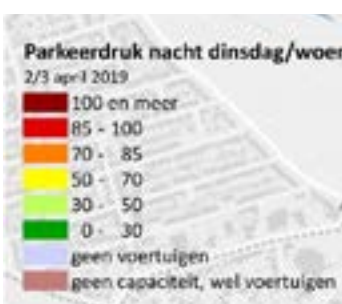 Parkeerdruk nacht dinsdag/woen
2/3 april 2019
100 en meer
85 - 100
70 - 85
50 - 70
30 - 50
0 - 30
geen voertuigen
geen capaciteit, wel voertuigen